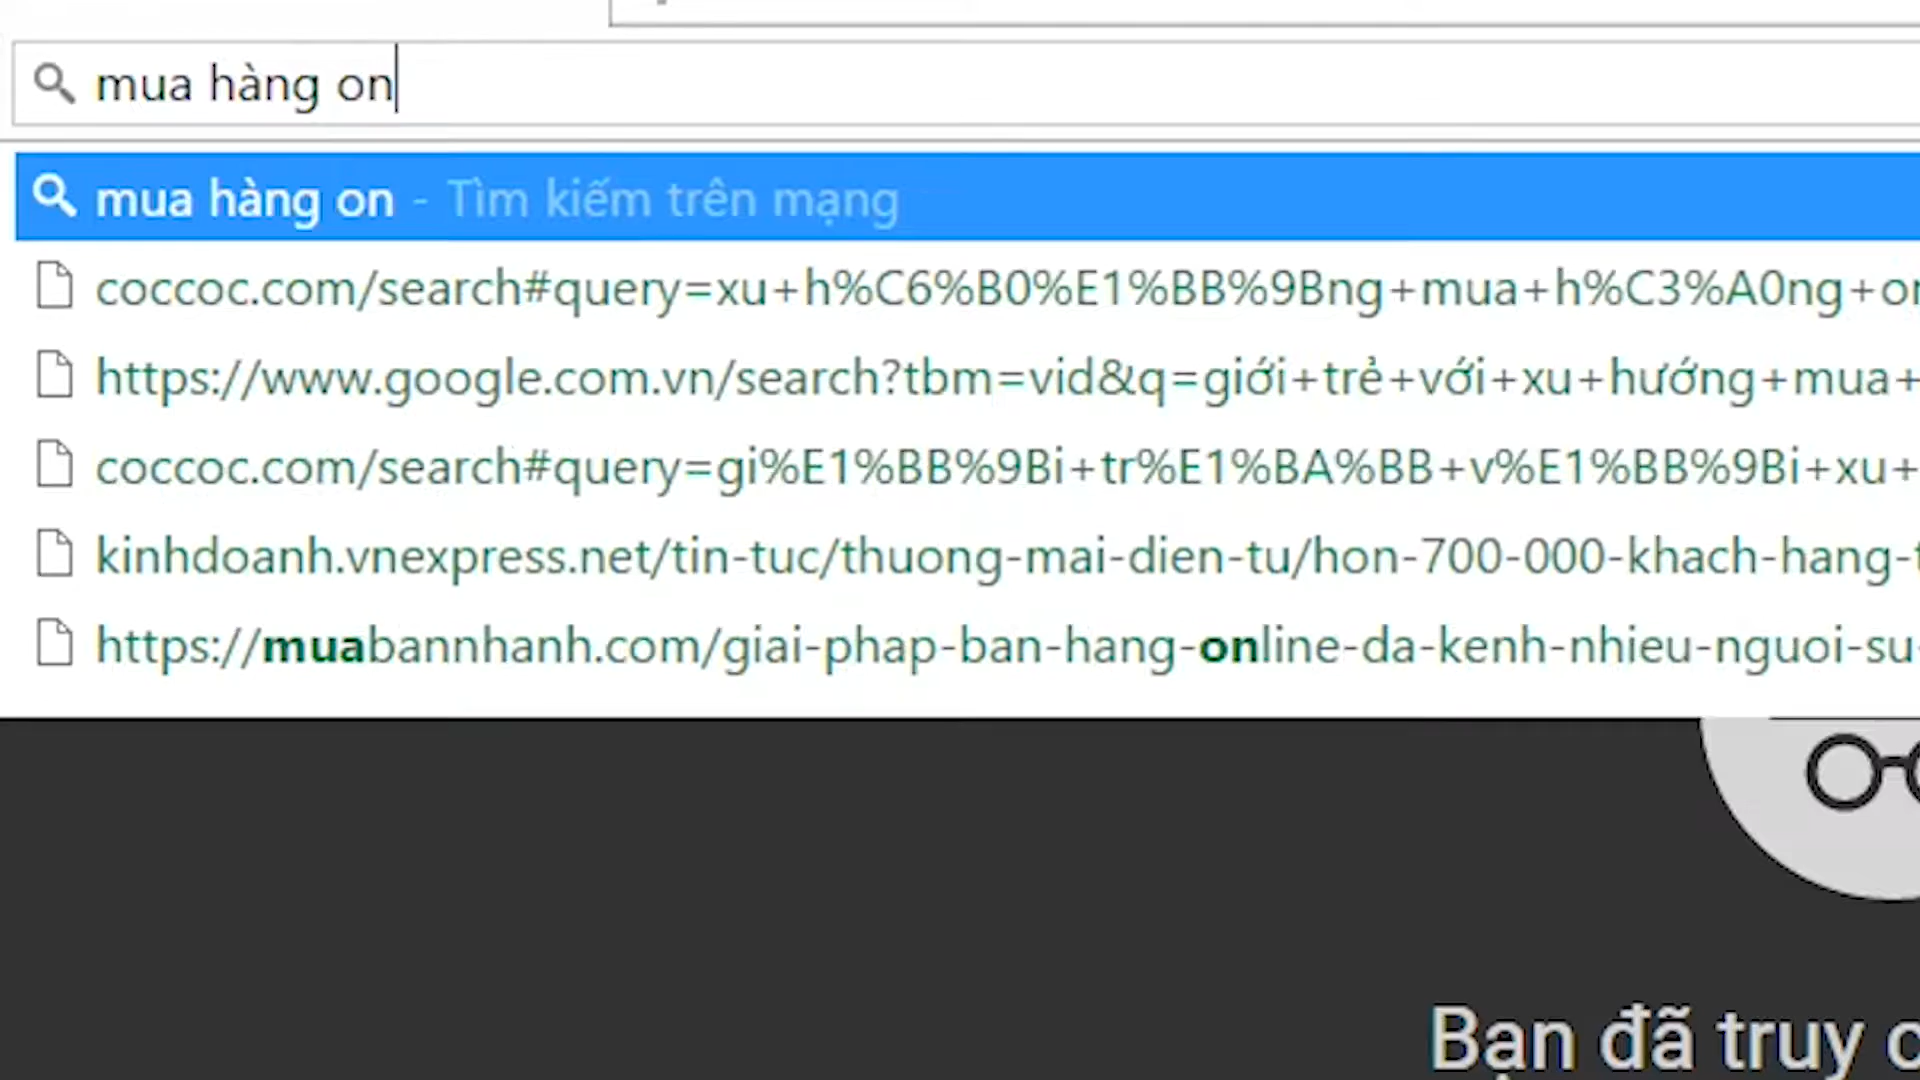 mua hàng on
mua hàng on - Tìm kiếm trên mạng
coccoc.com/search#query=xu+h%C6%B0%E1%BB%9Bng+mua+h%C3%A0ng+on
https://www.google.com.vn/search?tbm=vid&q=giới+trẻ+với+xu+hướng+mua+
coccoc.com/search#query=gi%E1%BB%9Bi+tr%E1%BA%BB+v%E1%BB%9Bi+xu+
kinhdoanh.vnexpress.net/tin-tuc/thuong-mai-dien-tu/hon-700-000-khach-hang-t
https://muabannhanh.com/giai-phap-ban-hang-online-da-kenh-nhieu-nguoi-su-
Bạn đã truy c